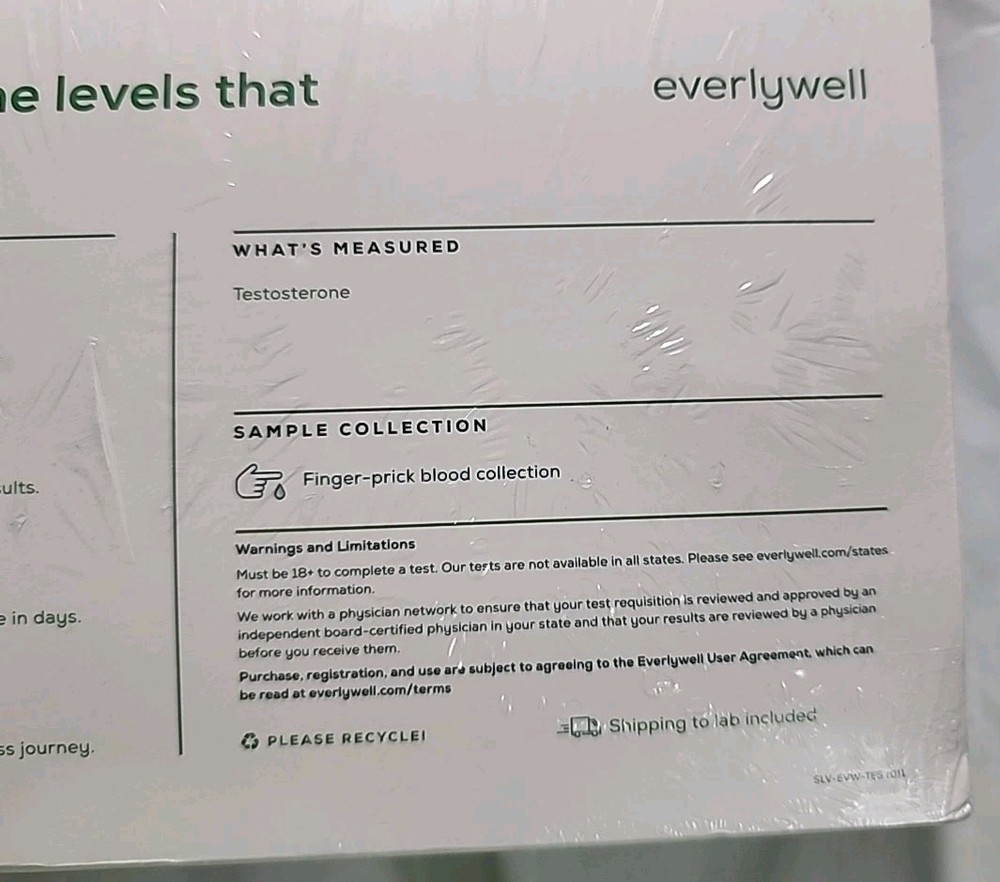 ne levels that
everlywell
WHAT'S MEASURED
Testosterone
SAMPLE COLLECTION
Finger-prick blood collection
Warnings and Limitations
Must be 18+ to complete a test. Our tests are not available in all states. Please see everlywell.com/states
for more information.
We work with a physician network to ensure that your test requisition is reviewed and approved by an
independent board-certified physician in your state and that your results are reviewed by a physician
before you receive them.
Purchase, registration, and use are subject to agreeing to the Everlywell User Agreement, which can
be read at everlywell.com/terms
PLEASE RECYCLE!
Shipping to lab included
sults.
e in days.
ss journey.